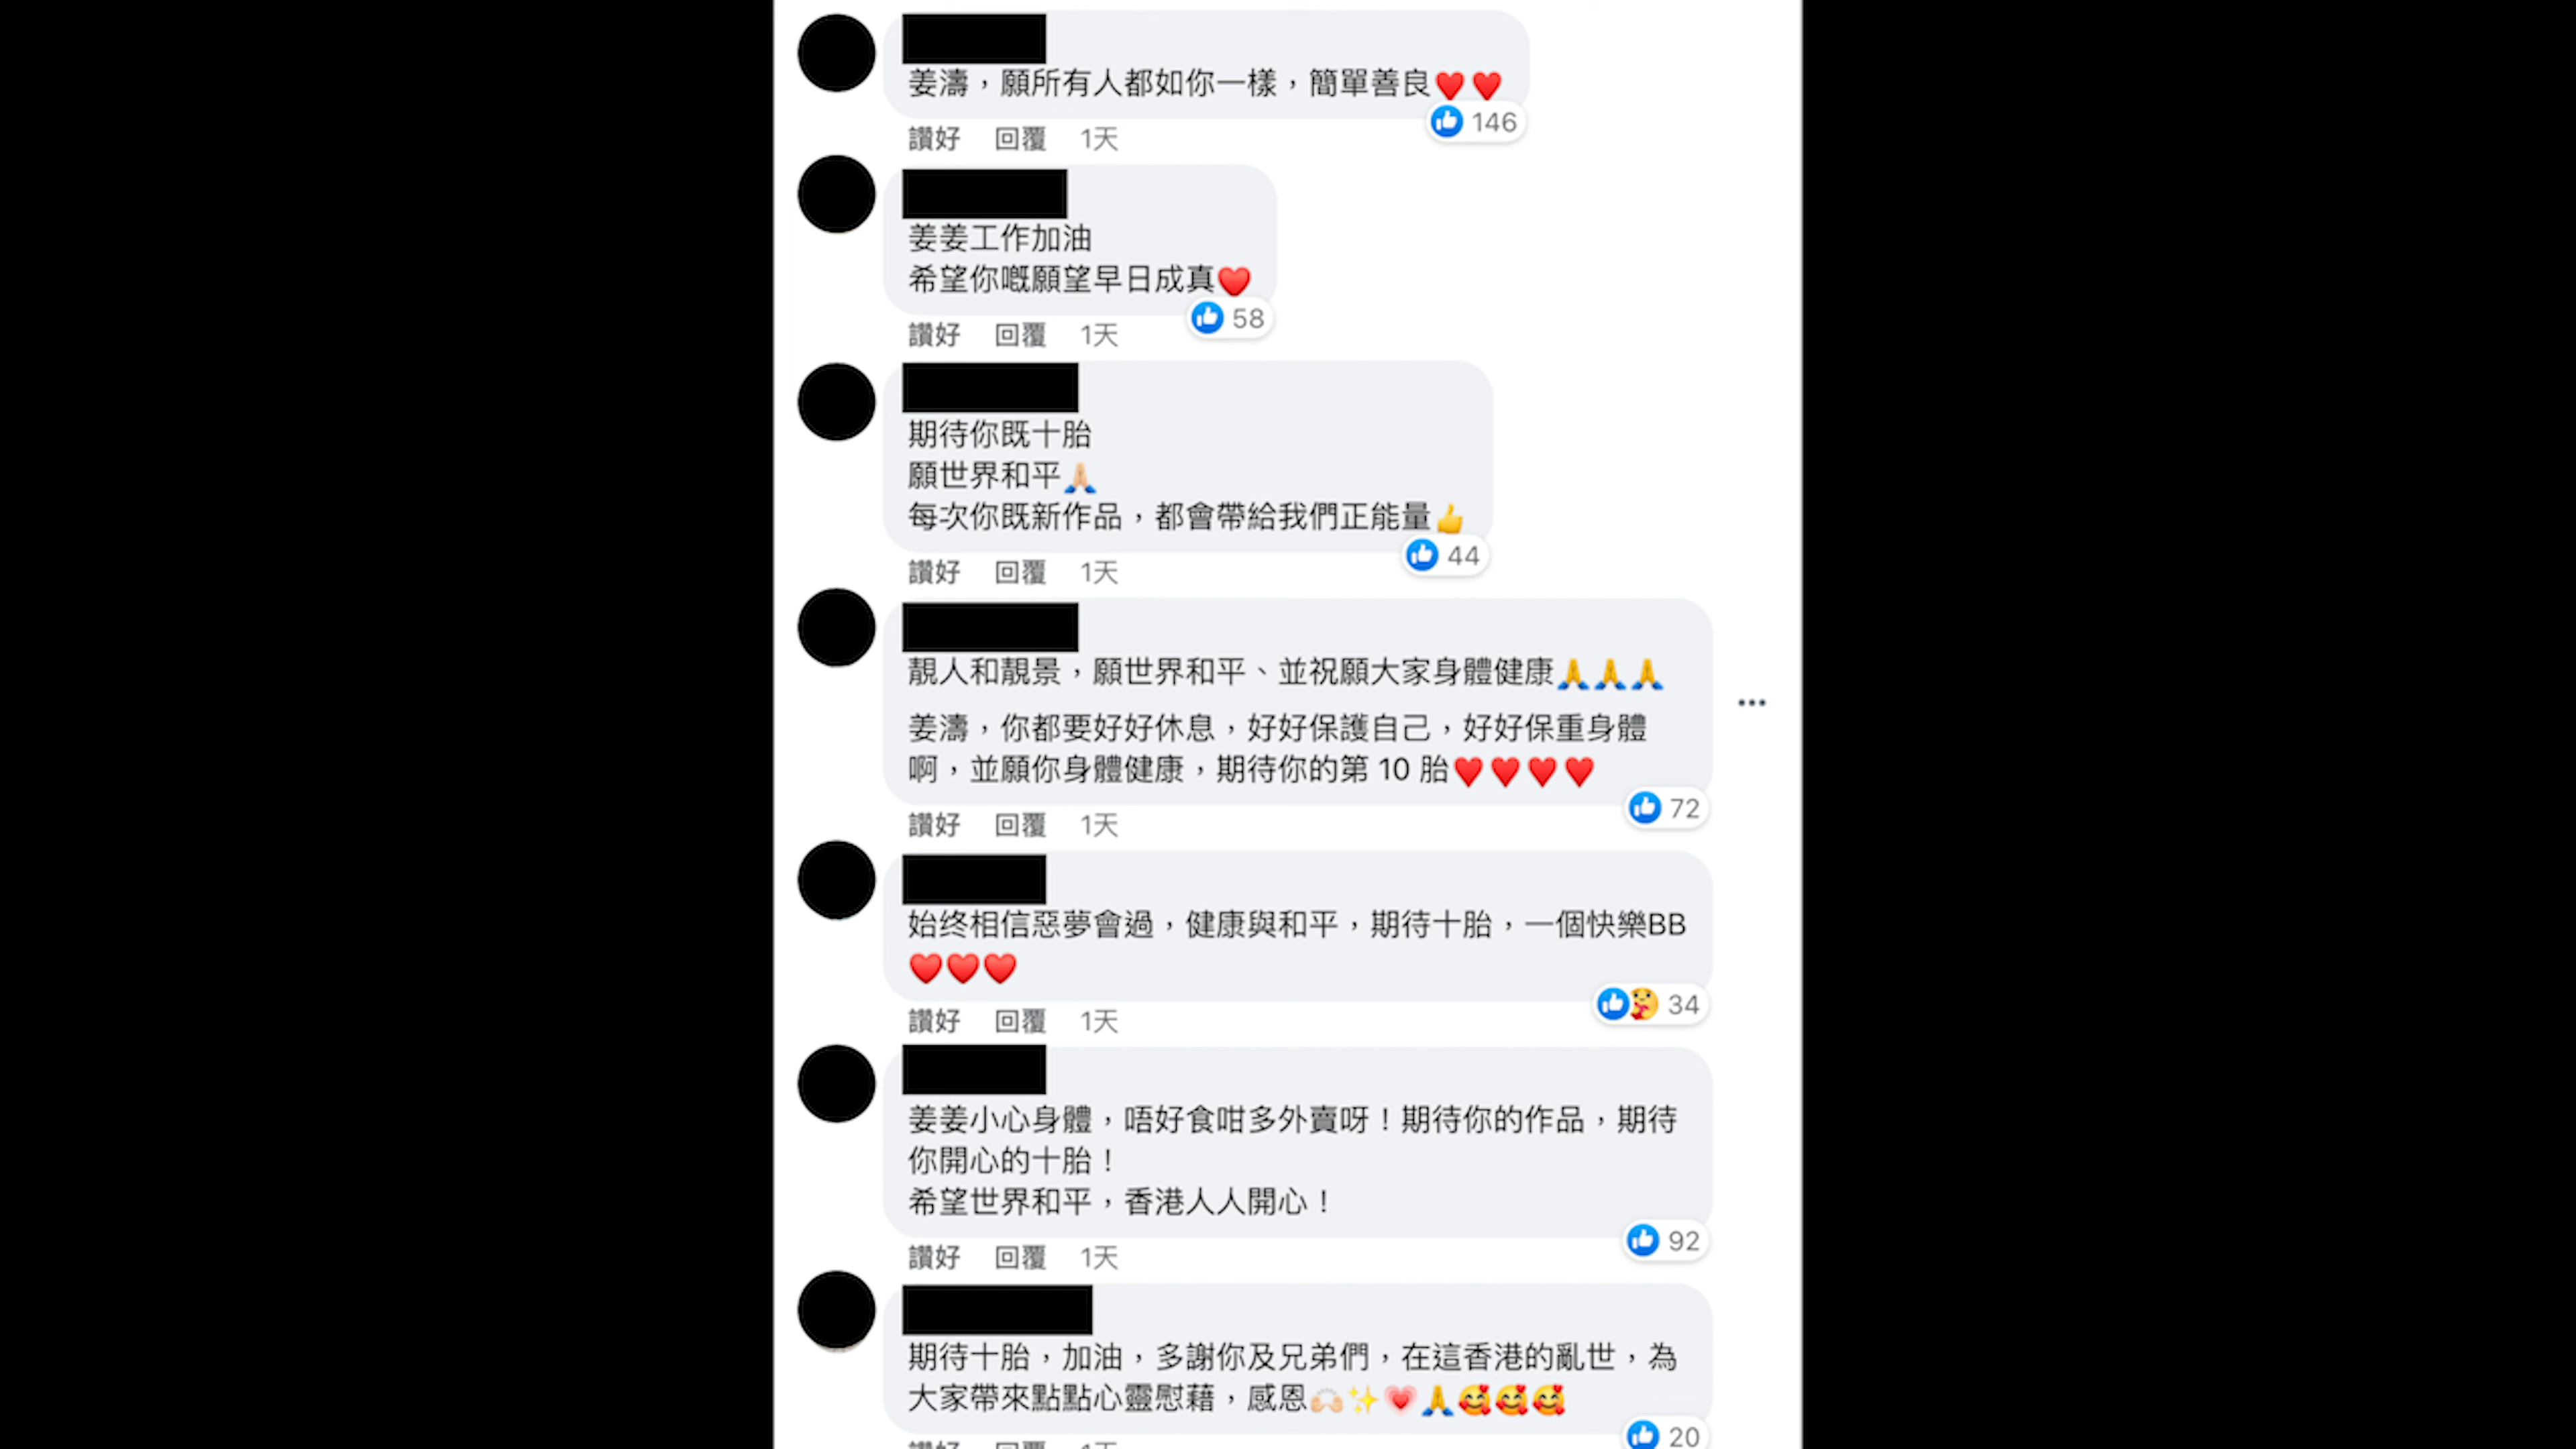 姜濤，願所有人都如你一樣，簡單善良❤️❤️
146
讚好 回覆 1天
姜姜工作加油
希望你嘅願望早日成真❤️
58
讚好 回覆 1天
期待你既十胎
願世界和平🙏🏼
每次你既新作品，都會帶給我們正能量👍
44
讚好 回覆 1天
靚人和靚景，願世界和平、並祝願大家身體健康🙏🙏🙏
姜濤，你都要好好休息，好好保護自己，好好保重身體
啊，並願你身體健康，期待你的第 10 胎❤️❤️❤️❤️
72
讚好 回覆 1天
始终相信惡夢會過，健康與和平，期待十胎，一個快樂BB
❤️❤️❤️
34
讚好 回覆 1天
姜姜小心身體，唔好食咁多外賣呀！期待你的作品，期待
你開心的十胎！
希望世界和平，香港人人開心！
92
讚好 回覆 1天
期待十胎，加油，多謝你及兄弟們，在這香港的亂世，為
大家帶來點點心靈慰藉，感恩🙌🏻✨💗🙏🥰🥰🥰
20